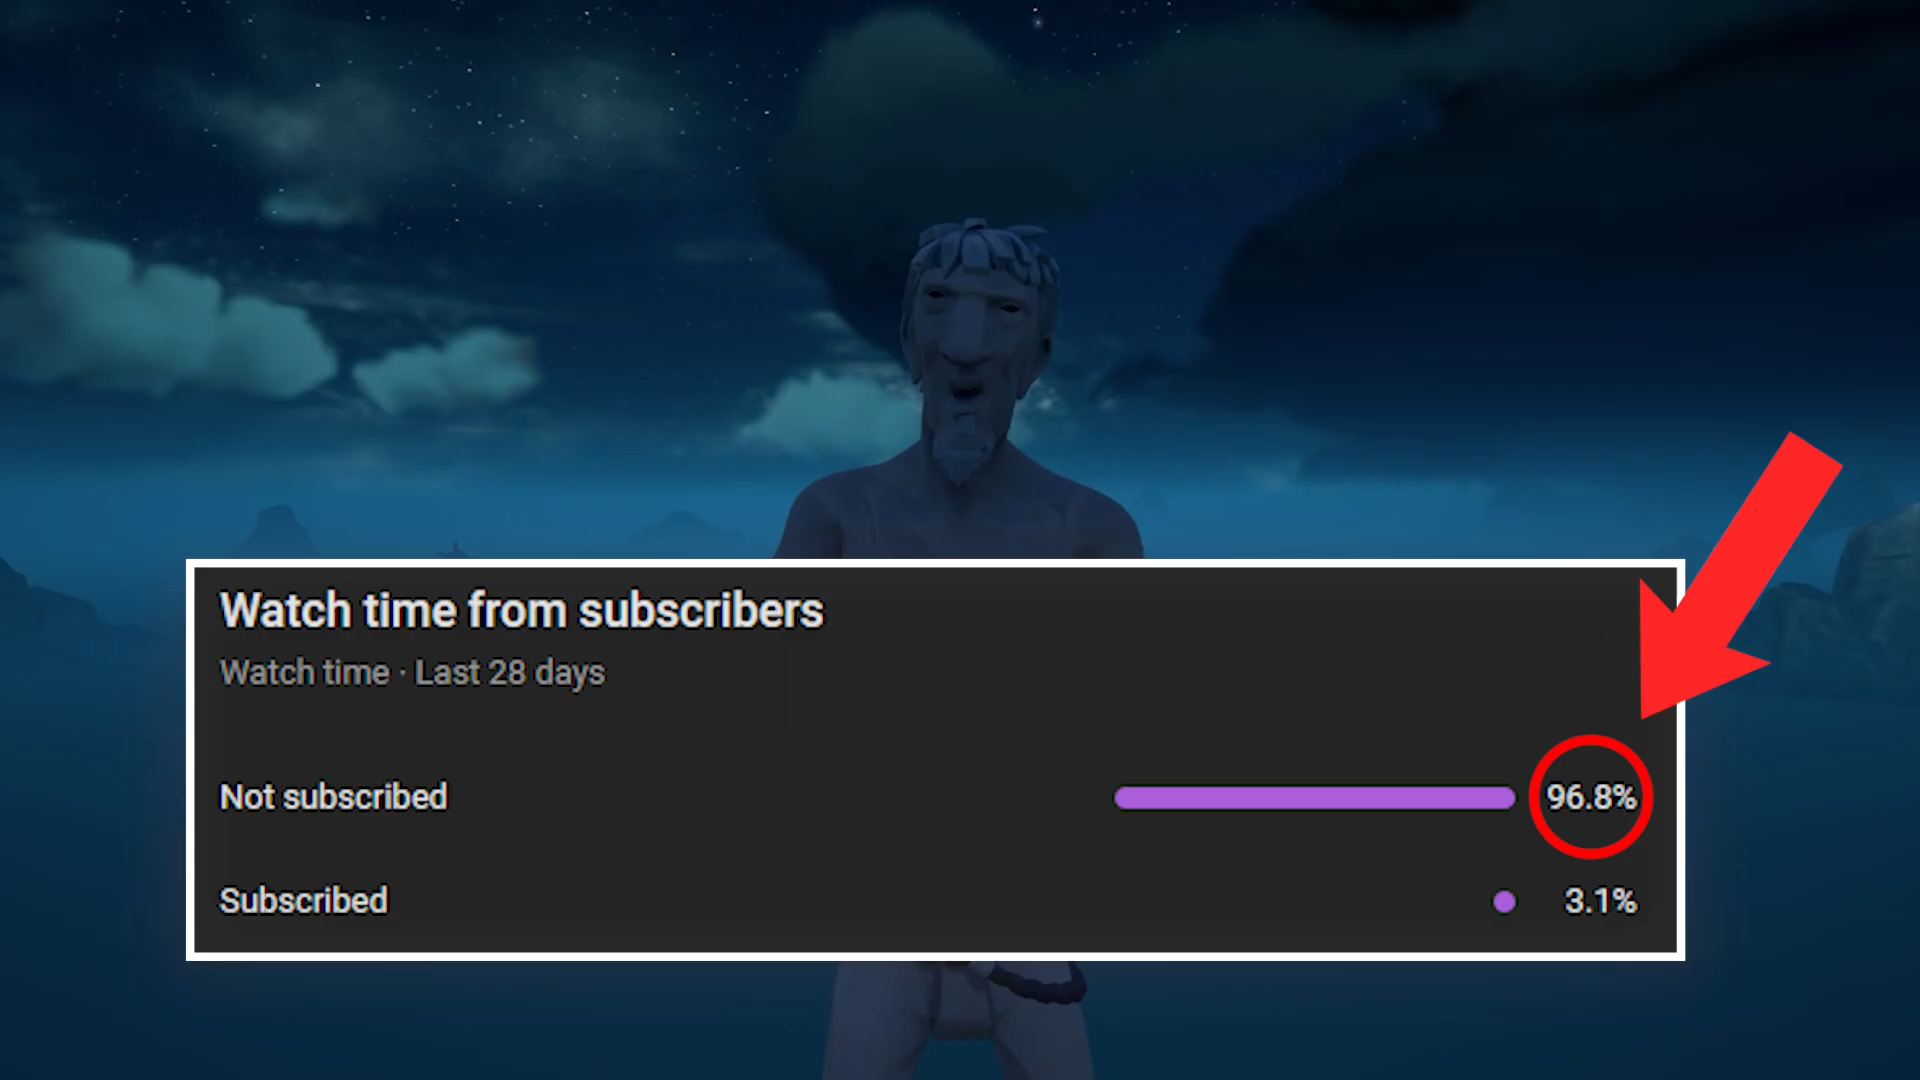 Watch time from subscribers
Watch time · Last 28 days
Not subscribed 96.8%
Subscribed 3.1%